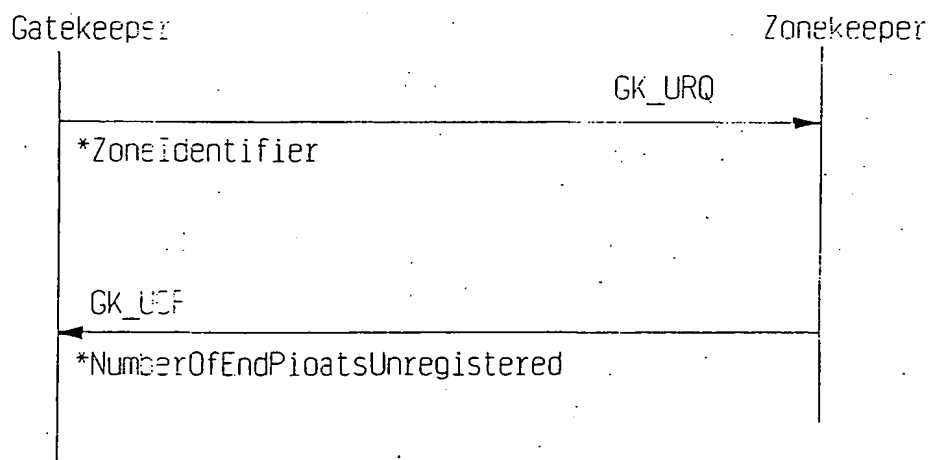 Gatekeeper Zonekeeper
GK_URQ
*ZoneIdentifier
GK_UCF
*NumberOfEndPioatsUnregistered